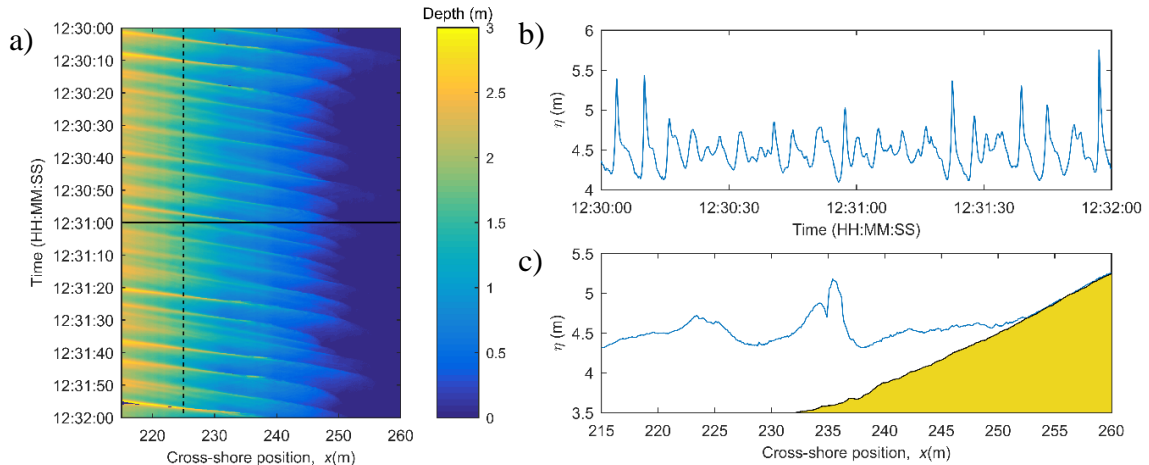 a)
Depth (m)
12:30:00
12:30:10
12:30:20
12:30:30
12:30:40
12:30:50
12:31:00
12:31:10
12:31:20
12:31:30
12:31:40
12:31:50
12:32:00
Time (HH:MM:SS)
220 230 240 250 260
Cross-shore position, x(m)
3
2.5
2
1.5
1
0.5
0
b)
6
5.5
5
4.5
4
η (m)
12:30:00 12:30:30 12:31:00 12:31:30 12:32:00
Time (HH:MM:SS)
c)
5.5
5
4.5
4
3.5
η (m)
215 220 225 230 235 240 245 250 255 260
Cross-shore position, x(m)